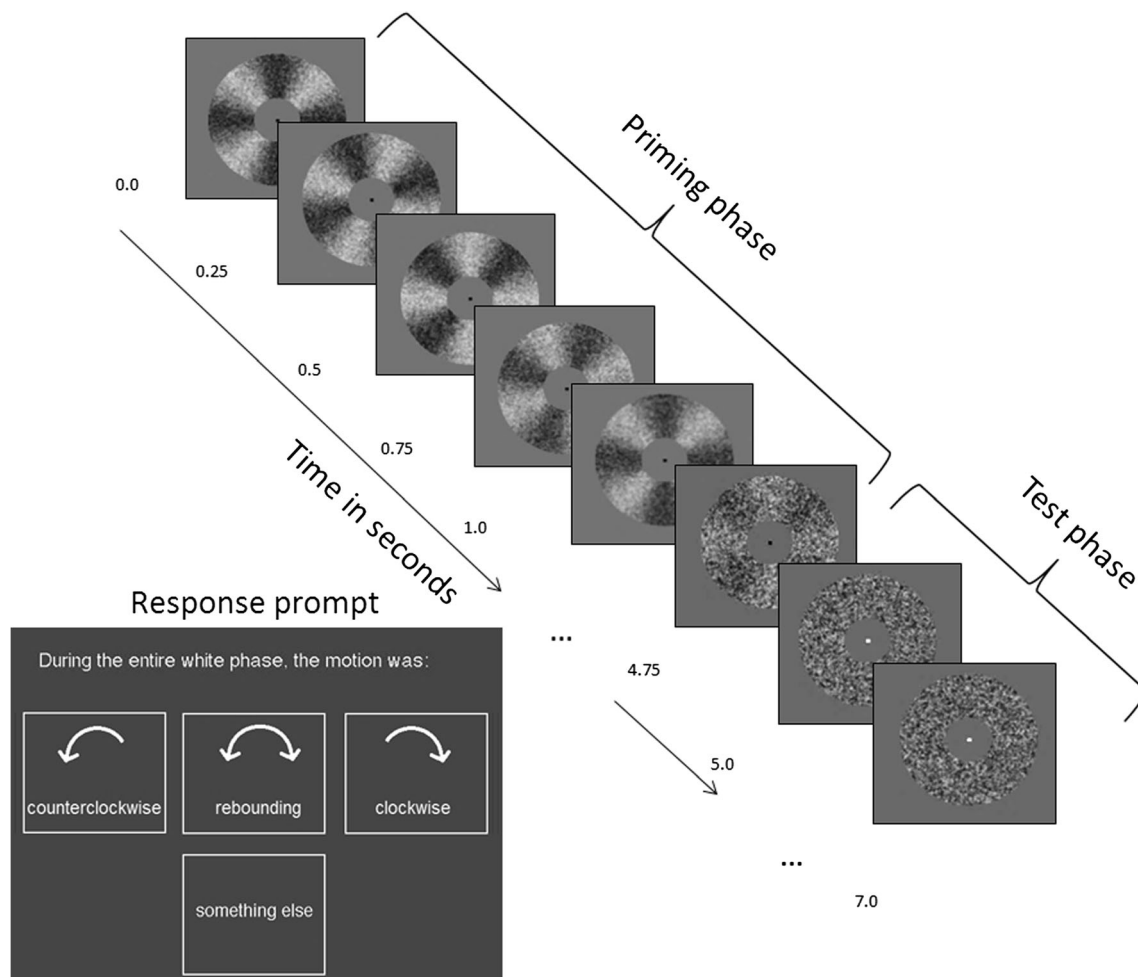 Priming phase
Test phase
0.0
0.25
0.5
0.75
1.0
Time in seconds
...
4.75
5.0
...
7.0
Response prompt
During the entire white phase, the motion was:
counterclockwise
rebounding
clockwise
something else